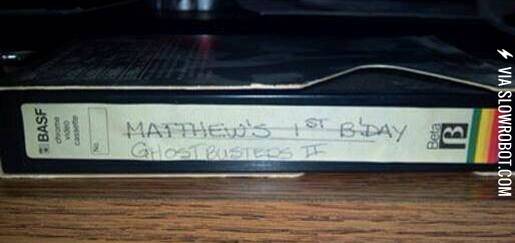 BASF
chrome
video
cassette
No.
MATTHEW'S 1ST B'DAY
GHOSTBUSTERS II
Beta
B
VIA SLOWROBOT.COM